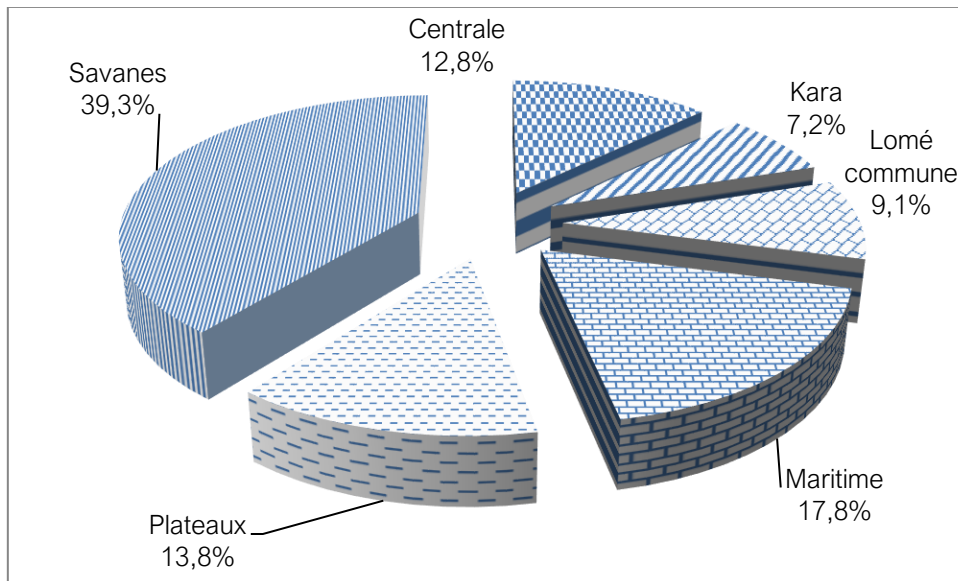 Centrale
12,8%
Savanes
39,3%
Kara
7,2%
Lomé
commune
9,1%
Maritime
17,8%
Plateaux
13,8%